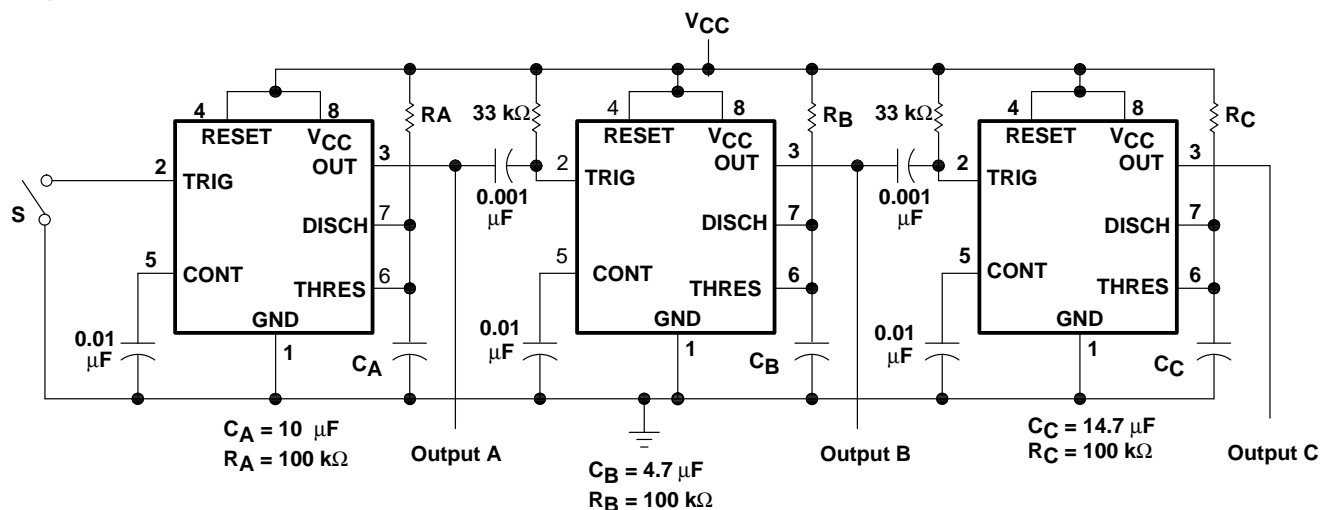 VCC
4
8
RESET
VCC
OUT
3
2
TRIG
DISCH
7
5
CONT
THRES
6
GND
1
S
0.01
µF
RA
CA
CA = 10 µF
RA = 100 kΩ
Output A
33 kΩ
0.001
µF
4
8
RESET
VCC
OUT
3
2
TRIG
DISCH
7
5
CONT
THRES
6
GND
1
0.01
µF
RB
CB
CB = 4.7 µF
RB = 100 kΩ
Output B
33 kΩ
0.001
µF
4
8
RESET
VCC
OUT
3
2
TRIG
DISCH
7
5
CONT
THRES
6
GND
1
0.01
µF
RC
CC
CC = 14.7 µF
RC = 100 kΩ
Output C